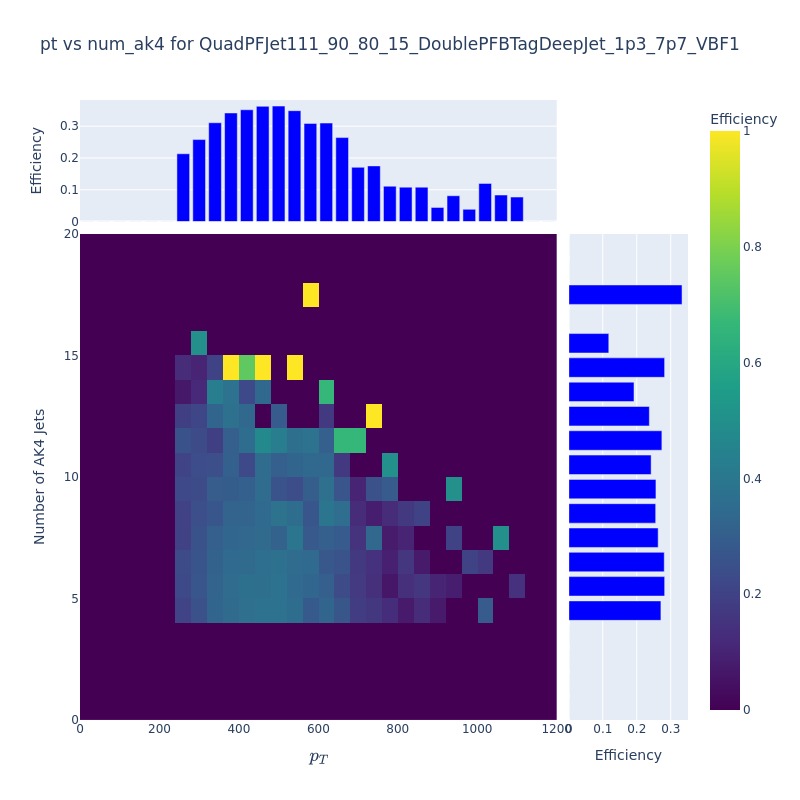 pt vs num_ak4 for QuadPFJet111_90_80_15_DoublePFBTagDeepJet_1p3_7p7_VBF1
Efficiency
0.3
0.2
0.1
0
Efficiency
1
0.8
0.6
0.4
0.2
0
Number of AK4 Jets
20
15
10
5
0
0 200 400 600 800 1000 1200
p_T
0 0.1 0.2 0.3
Efficiency